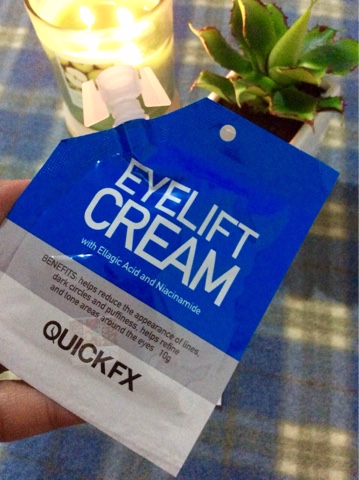 EYELIFT
CREAM
with Ellagic Acid and Niacinamide
BENEFITS: helps reduce the appearance of lines,
dark circles and puffiness, helps refine
and tone areas around the eyes. 10g
QUICKFX